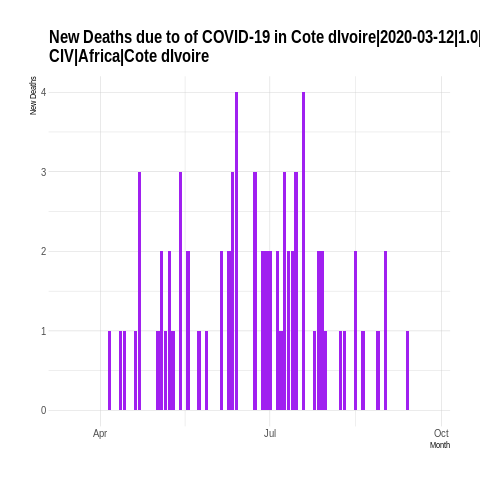 New Deaths due to of COVID-19 in Cote dIvoire|2020-03-12|1.0|
CIV|Africa|Cote dIvoire
New Deaths
4
3
2
1
0
Apr
Jul
Oct
Month